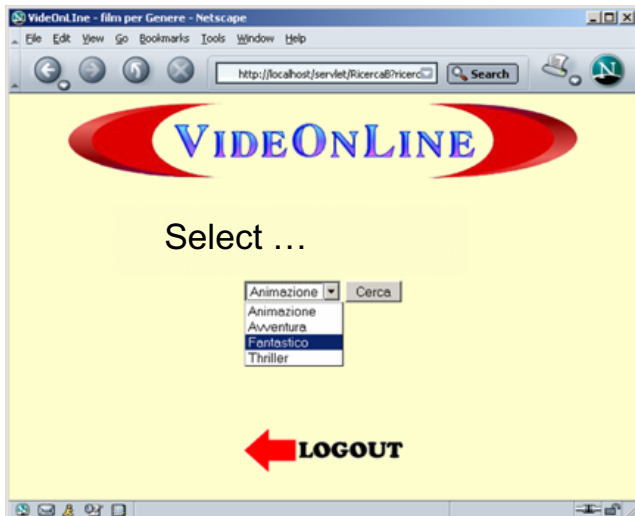 VideOnLIne - film per Genere - Netscape
File Edit View Go Bookmarks Tools Window Help
http://localhost/servlet/RicercaB?ricerc Search
VIDEONLINE
Select …
Animazione Cerca
Animazione
Avventura
Fantastico
Thriller
LOGOUT